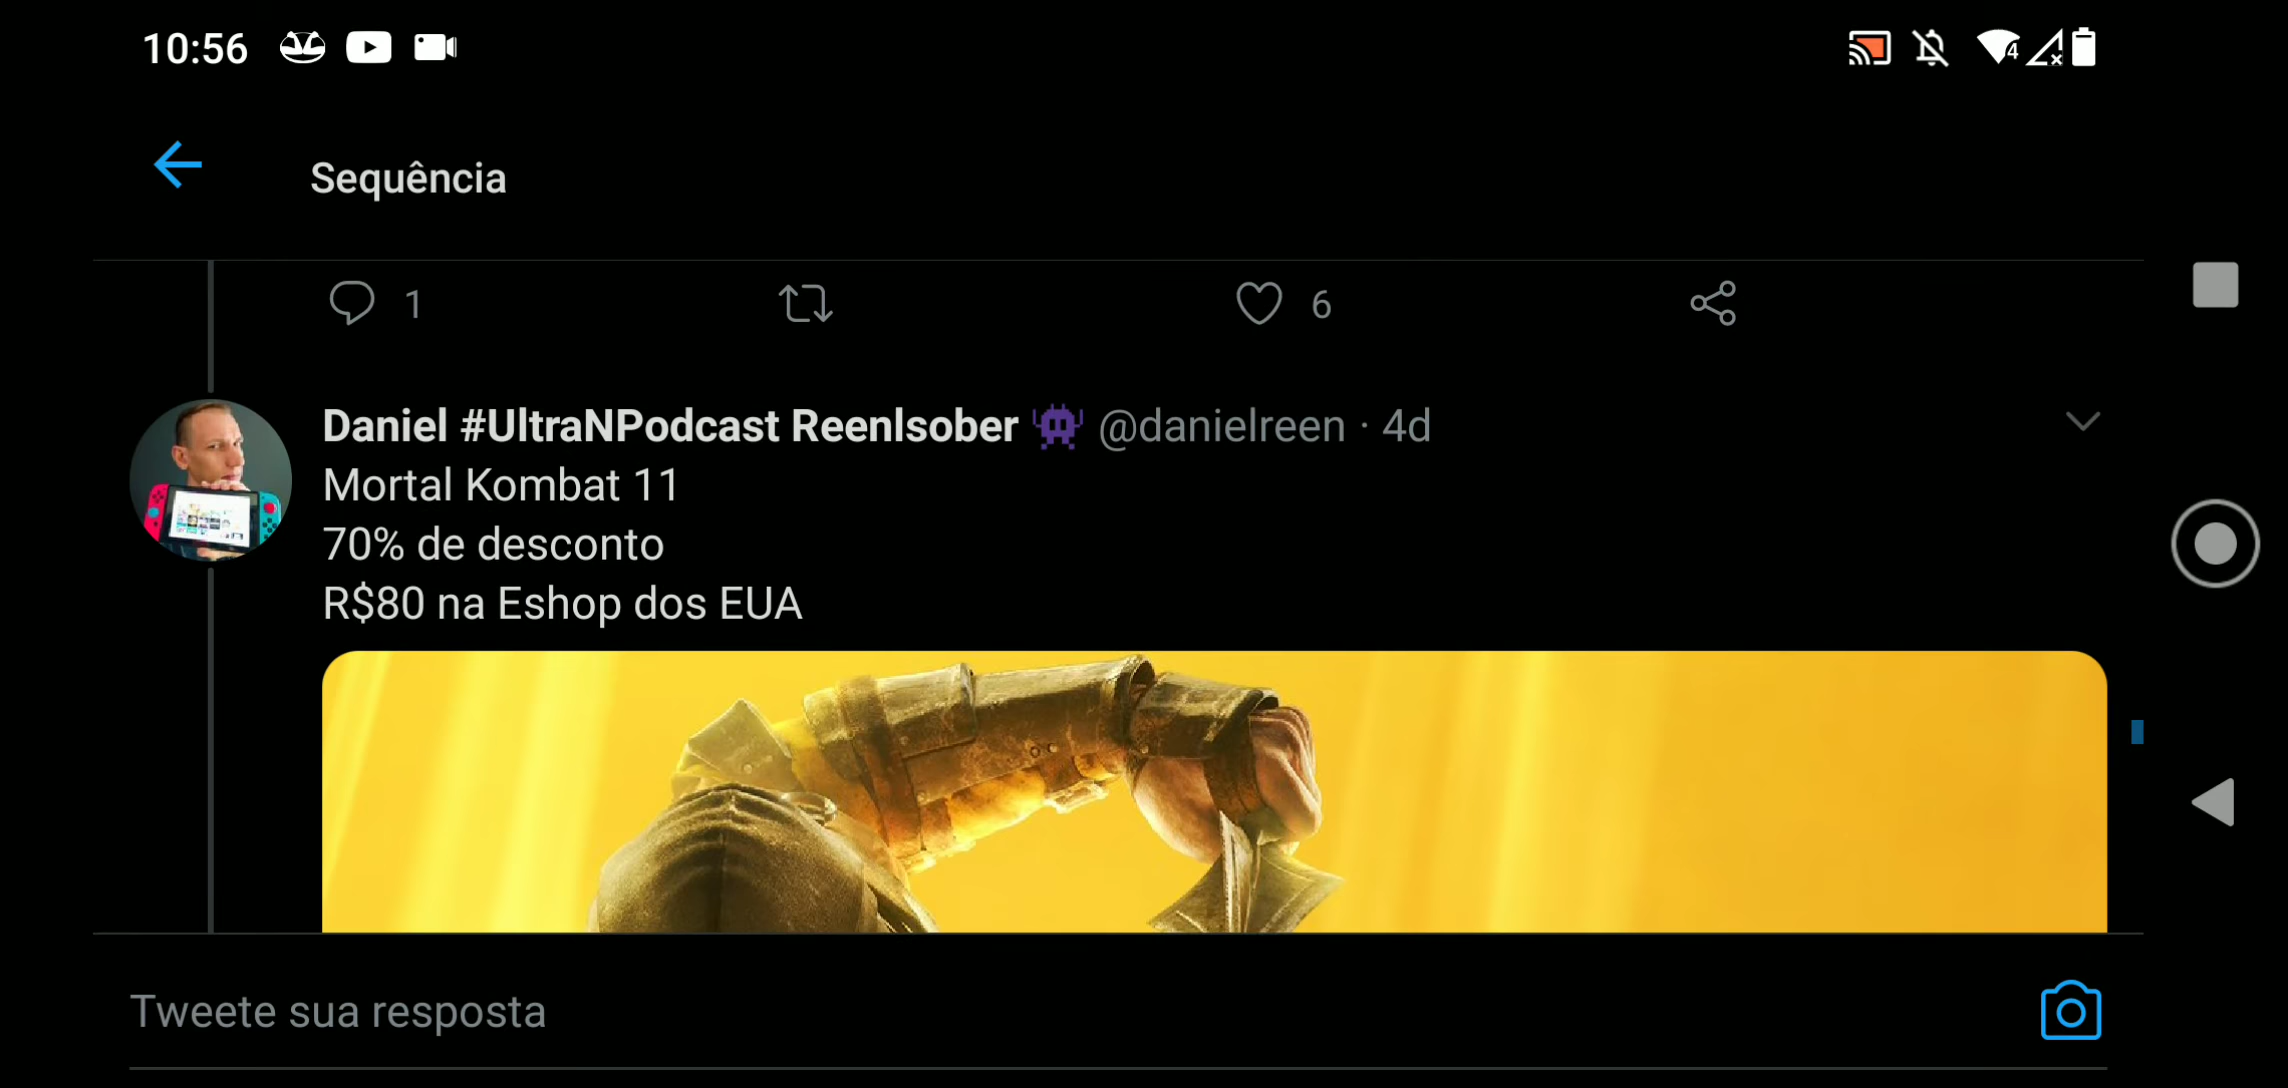 10:56
4
Sequência
1
6
Daniel #UltraNPodcast Reenlsober 👾 @danielreen · 4d
Mortal Kombat 11
70% de desconto
R$80 na Eshop dos EUA
Tweete sua resposta